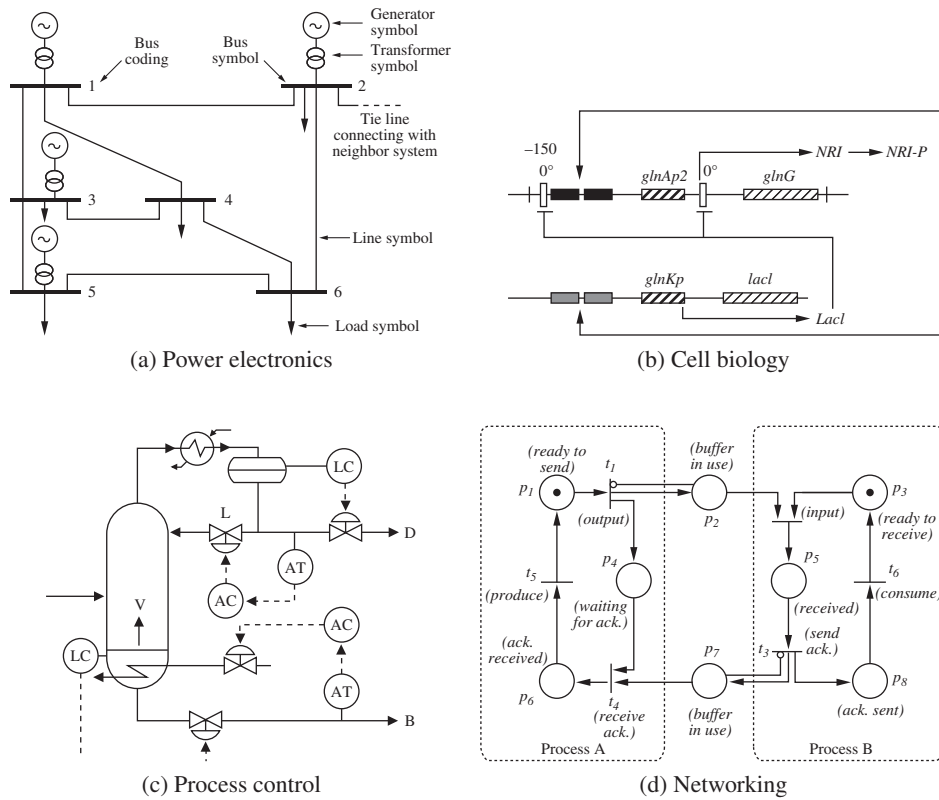 Generator
symbol
Bus
coding
Bus
symbol
Transformer
symbol
1
2
Tie line
connecting with
neighbor system
3
4
Line symbol
5
6
Load symbol
(a) Power electronics
–150
0°
glnAp2
0°
NRI
NRI-P
glnG
glnKp
lacI
LacI
(b) Cell biology
LC
L
D
AT
AC
V
AC
LC
AT
B
(c) Process control
(ready to
send)
t1
(buffer
in use)
p1
p2
p3
(output)
(input)
(ready to
receive)
p4
p5
t5
(produce)
t6
(consume)
(waiting
for ack.)
(received)
(ack.
received)
(send
ack.)
p7
t3
p6
t4
p8
(receive
ack.)
(buffer
in use)
(ack. sent)
Process A
Process B
(d) Networking